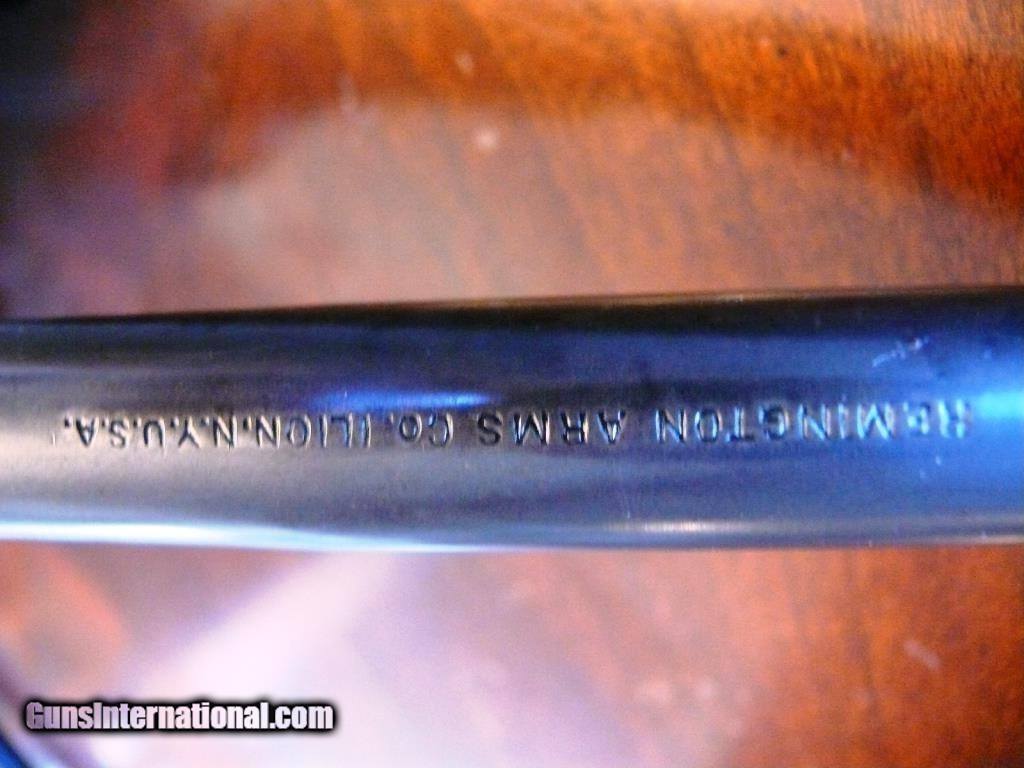 REMINGTON ARMS Co. ILION.N.Y.U.S.A.
GunsInternational.com